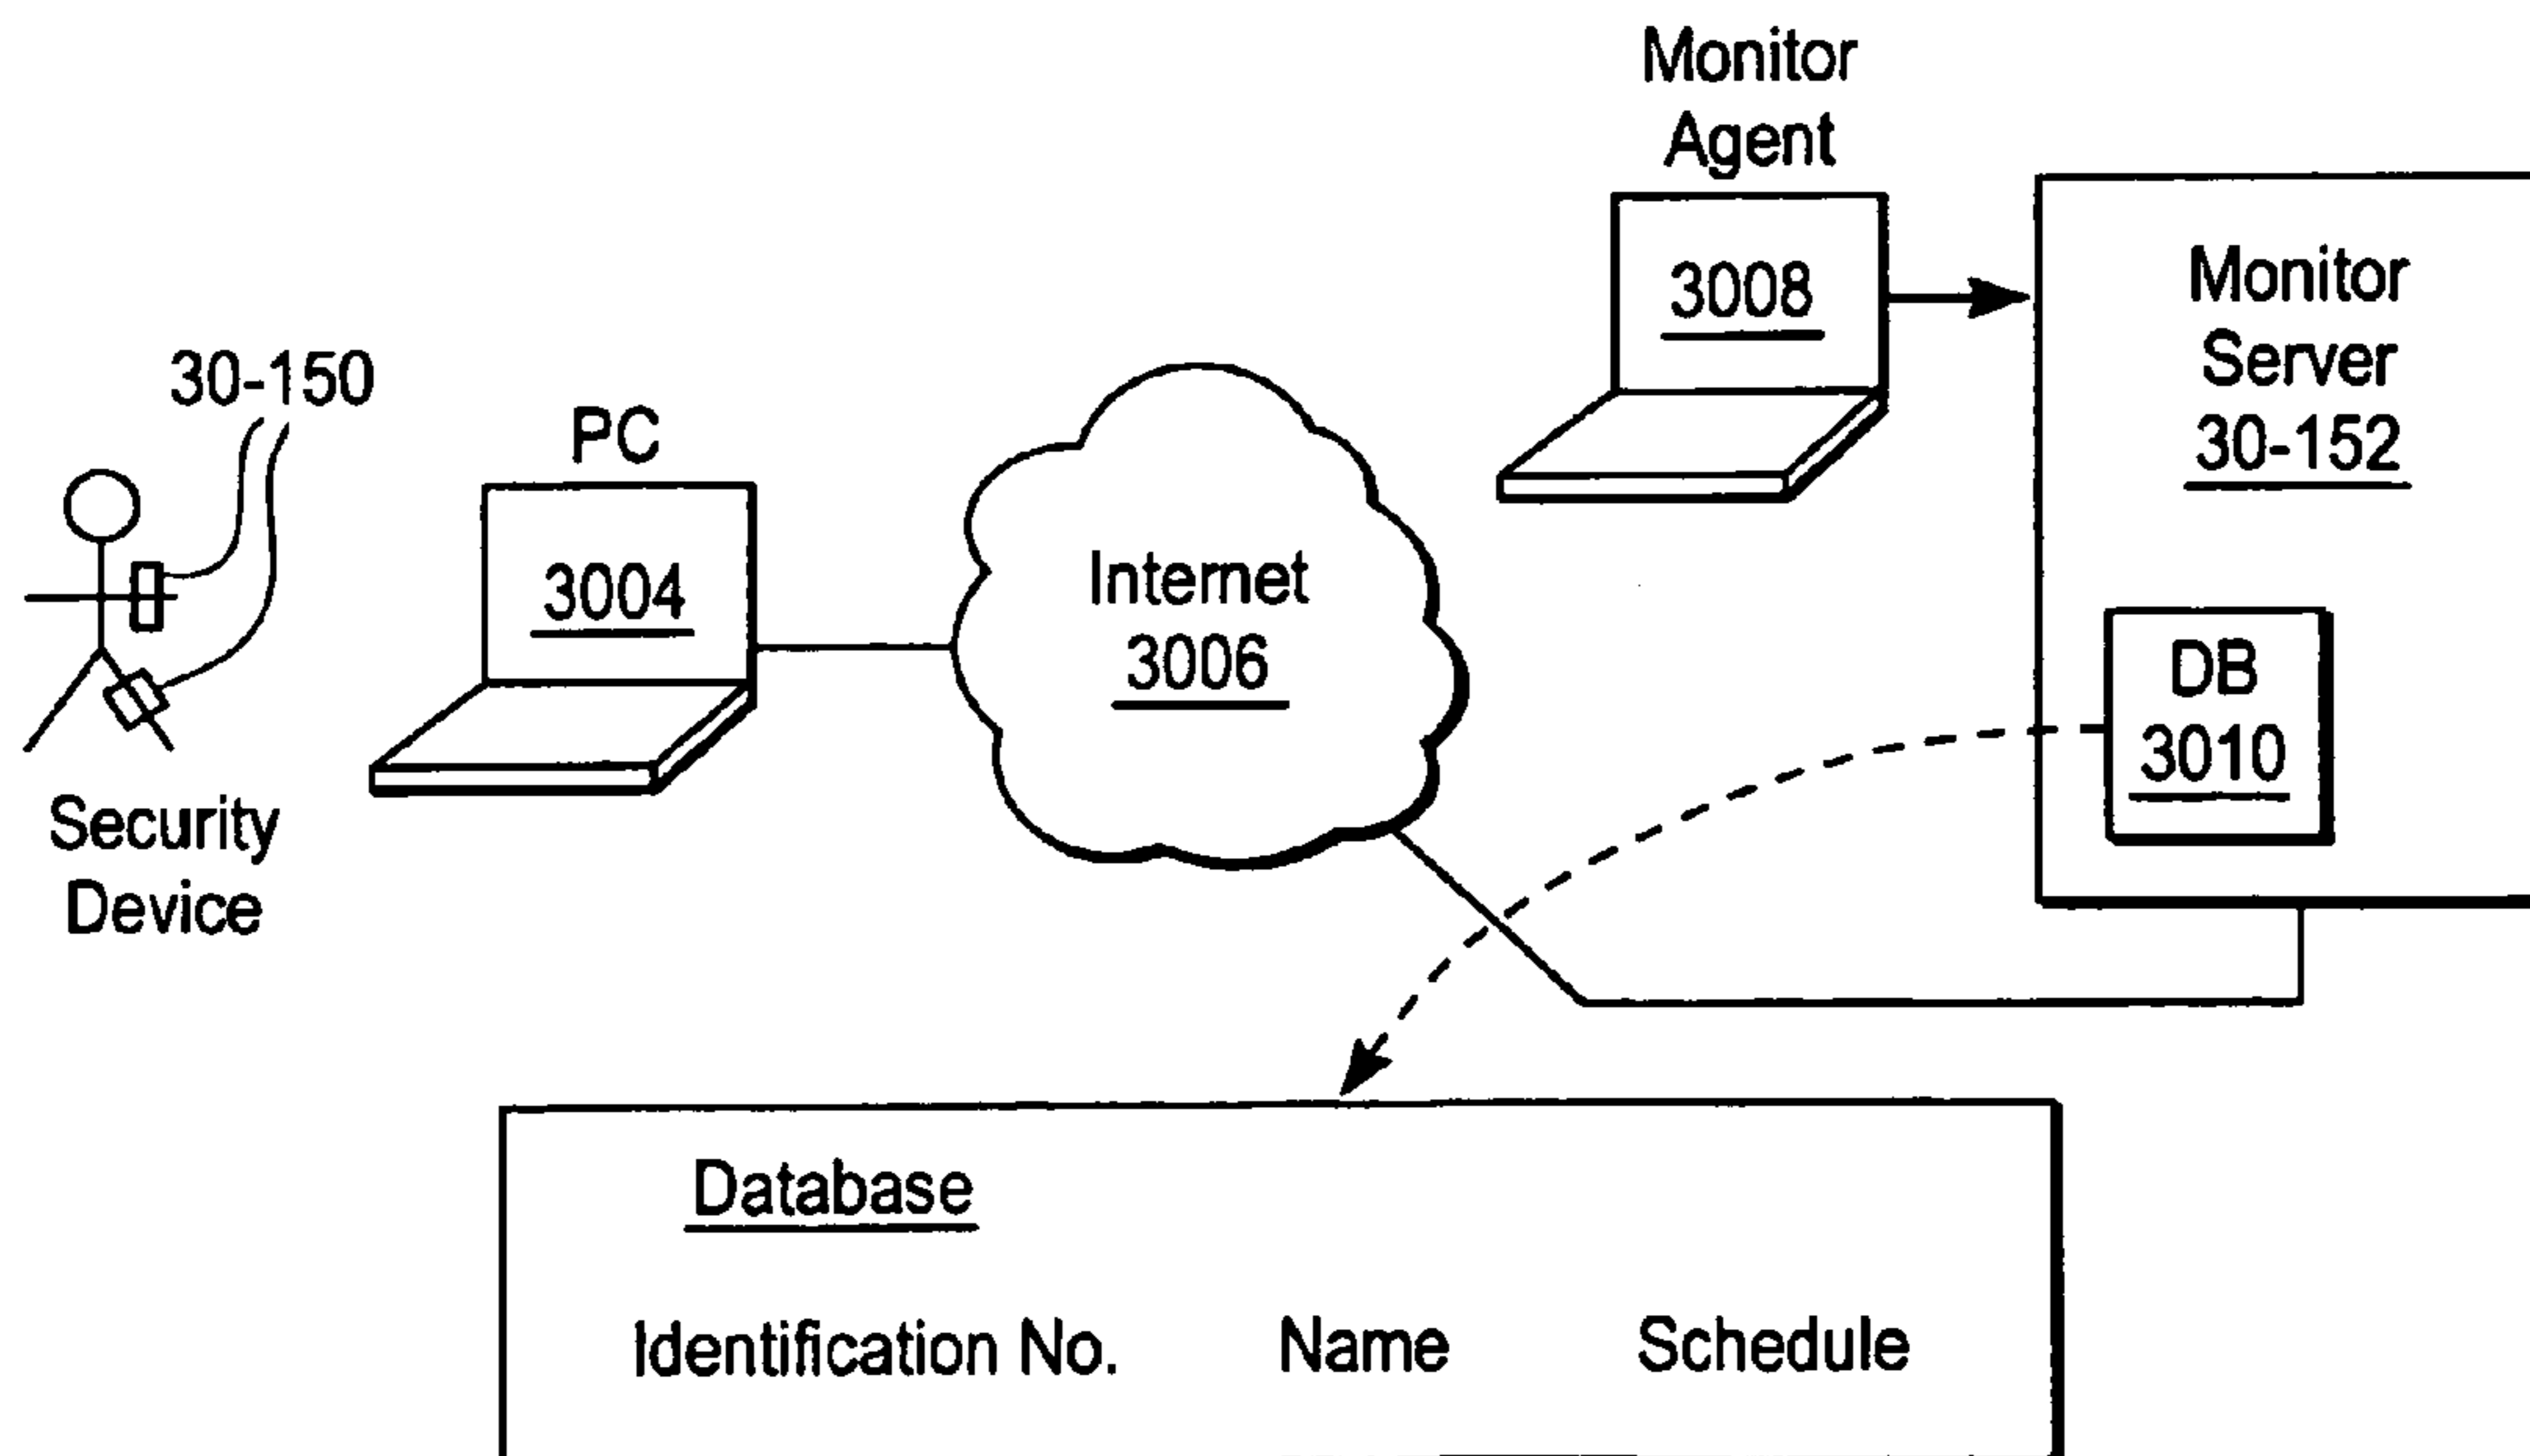 Monitor
Agent
3008
Monitor
Server
30-152
30-150
PC
3004
Internet
3006
DB
3010
Security
Device
Database
Identification No. Name Schedule